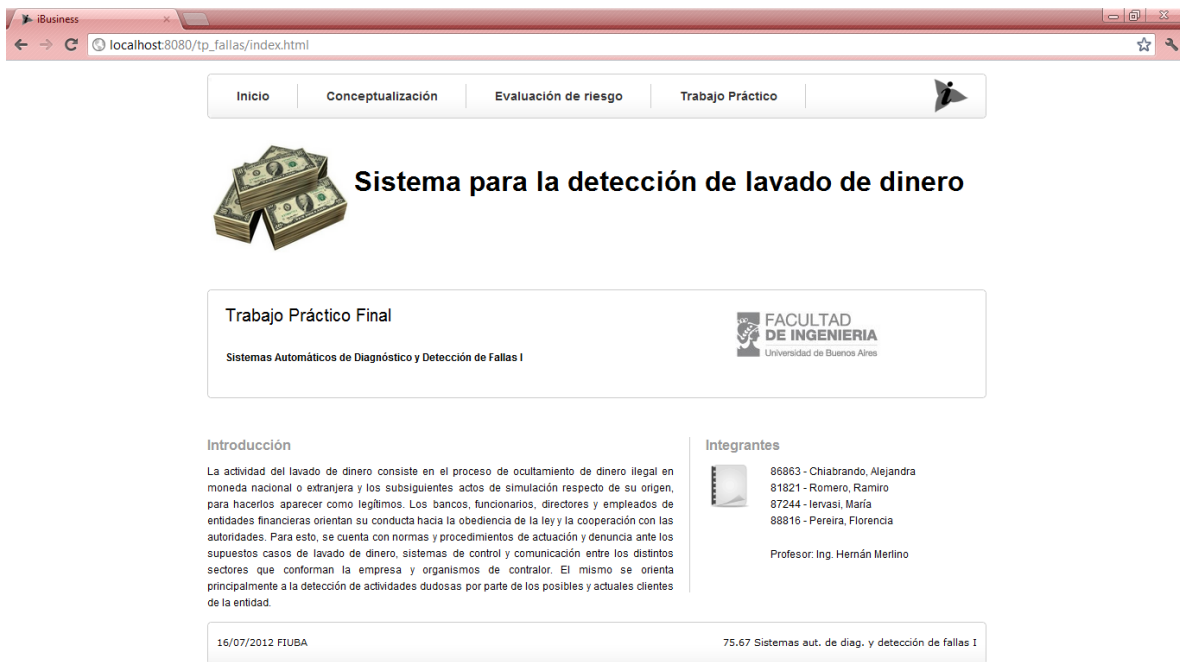 iBusiness
localhost:8080/tp_fallas/index.html
Inicio Conceptualización Evaluación de riesgo Trabajo Práctico
Sistema para la detección de lavado de dinero
Trabajo Práctico Final
Sistemas Automáticos de Diagnóstico y Detección de Fallas I
FACULTAD
DE INGENIERIA
Universidad de Buenos Aires
Introducción
La actividad del lavado de dinero consiste en el proceso de ocultamiento de dinero ilegal en
moneda nacional o extranjera y los subsiguientes actos de simulación respecto de su origen,
para hacerlos aparecer como legítimos. Los bancos, funcionarios, directores y empleados de
entidades financieras orientan su conducta hacia la obediencia de la ley y la cooperación con las
autoridades. Para esto, se cuenta con normas y procedimientos de actuación y denuncia ante los
supuestos casos de lavado de dinero, sistemas de control y comunicación entre los distintos
sectores que conforman la empresa y organismos de contralor. El mismo se orienta
principalmente a la detección de actividades dudosas por parte de los posibles y actuales clientes
de la entidad.
Integrantes
86863 - Chiabrando, Alejandra
81821 - Romero, Ramiro
87244 - Iervasi, María
88816 - Pereira, Florencia
Profesor: Ing. Hernán Merlino
16/07/2012 FIUBA
75.67 Sistemas aut. de diag. y detección de fallas I